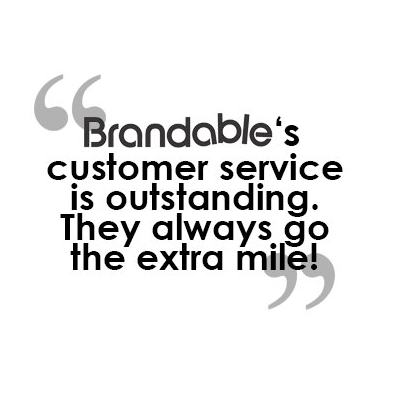 “
Brandable‘s
customer service
is outstanding.
They always go
the extra mile!
”